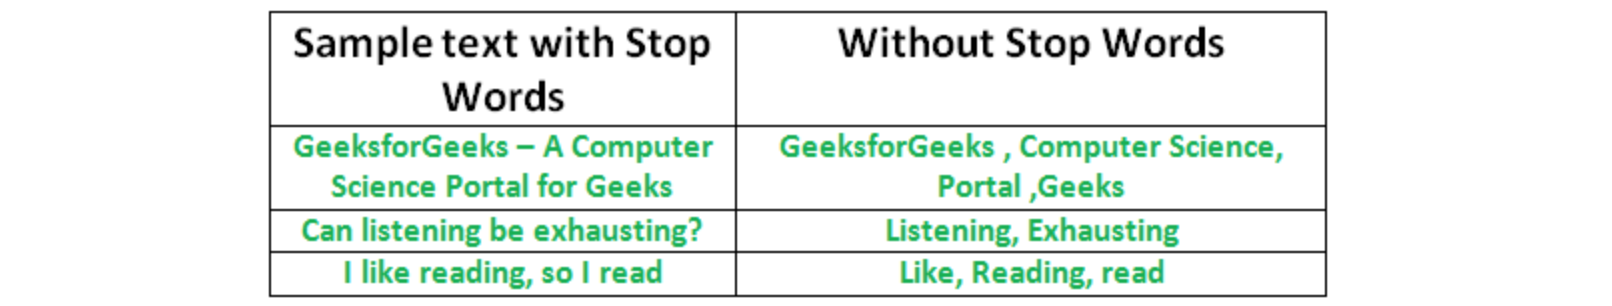 Sample text with Stop
Words
Without Stop Words
GeeksforGeeks – A Computer
Science Portal for Geeks
GeeksforGeeks , Computer Science,
Portal ,Geeks
Can listening be exhausting?
Listening, Exhausting
I like reading, so I read
Like, Reading, read